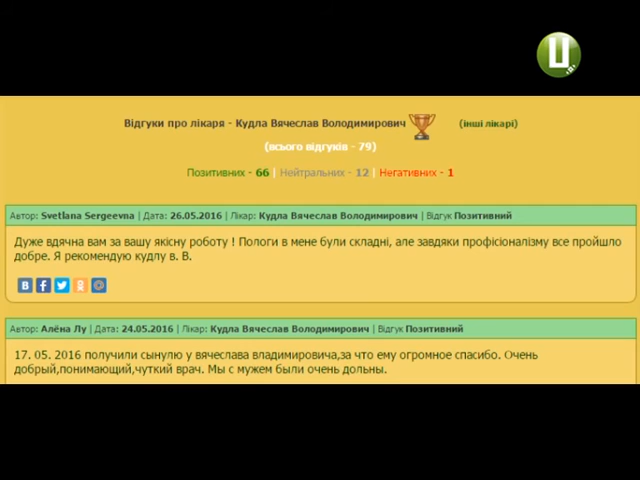 Ц
Відгуки про лікаря - Кудла Вячеслав Володимирович (інші лікарі)
(всього відгуків - 79)
Позитивних - 66 | Нейтральних - 12 | Негативних - 1
Автор: Svetlana Sergeevna | Дата: 26.05.2016 | Лікар: Кудла Вячеслав Володимирович | Відгук Позитивний
Дуже вдячна вам за вашу якісну роботу ! Пологи в мене були складні, але завдяки професіоналізму все пройшло
добре. Я рекомендую кудлу в. В.
Автор: Алёна Лу | Дата: 24.05.2016 | Лікар: Кудла Вячеслав Володимирович | Відгук Позитивний
17. 05. 2016 получили сынулю у вячеслава владимировича,за что ему огромное спасибо. Очень
добрый,понимающий,чуткий врач. Мы с мужем были очень дольны.